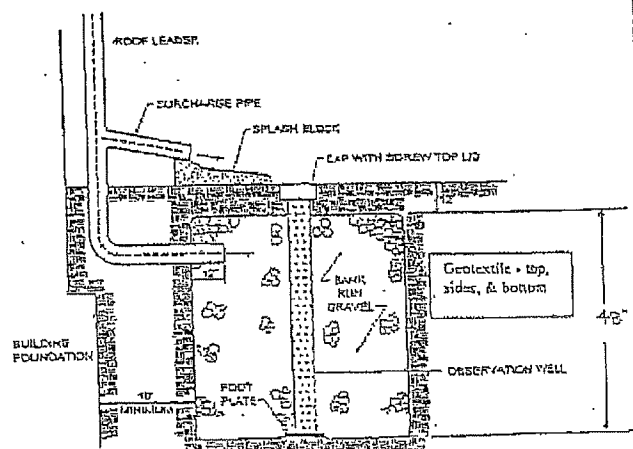 ROOF LEADER
SURCHARGE PIPE
SPLASH BLOCK
CAP WITH SCREW TOP LID
12"
12"
BANK
RUN
GRAVEL
Geotextile - top,
sides, & bottom
48"
BUILDING
FOUNDATION
OBSERVATION WELL
FOOT
PLATE
10'
MINIMUM